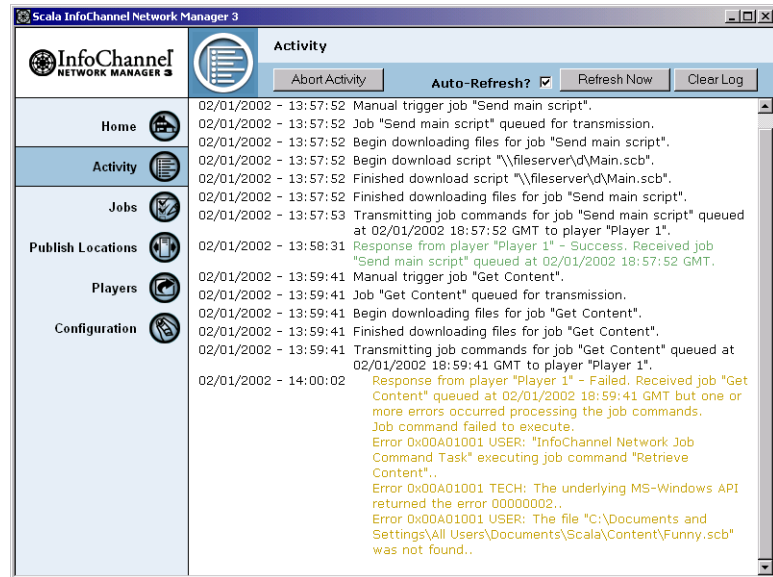 Scala InfoChannel Network Manager 3
InfoChannel
NETWORK MANAGER 3
Activity
Abort Activity
Auto-Refresh?
Refresh Now
Clear Log
Home
Activity
Jobs
Publish Locations
Players
Configuration
02/01/2002 - 13:57:52 Manual trigger job "Send main script".
02/01/2002 - 13:57:52 Job "Send main script" queued for transmission.
02/01/2002 - 13:57:52 Begin downloading files for job "Send main script".
02/01/2002 - 13:57:52 Begin download script "\\fileserver\d\Main.scb".
02/01/2002 - 13:57:52 Finished download script "\\fileserver\d\Main.scb".
02/01/2002 - 13:57:52 Finished downloading files for job "Send main script".
02/01/2002 - 13:57:53 Transmitting job commands for job "Send main script" queued
at 02/01/2002 18:57:52 GMT to player "Player 1".
02/01/2002 - 13:58:31 Response from player "Player 1" - Success. Received job
"Send main script" queued at 02/01/2002 18:57:52 GMT.
02/01/2002 - 13:59:41 Manual trigger job "Get Content".
02/01/2002 - 13:59:41 Job "Get Content" queued for transmission.
02/01/2002 - 13:59:41 Begin downloading files for job "Get Content".
02/01/2002 - 13:59:41 Finished downloading files for job "Get Content".
02/01/2002 - 13:59:41 Transmitting job commands for job "Get Content" queued at
02/01/2002 18:59:41 GMT to player "Player 1".
02/01/2002 - 14:00:02 Response from player "Player 1" - Failed. Received job "Get
Content" queued at 02/01/2002 18:59:41 GMT but one or
more errors occurred processing the job commands.
Job command failed to execute.
Error 0x00A01001 USER: "InfoChannel Network Job
Command Task" executing job command "Retrieve
Content"..
Error 0x00A01001 TECH: The underlying MS-Windows API
returned the error 00000002..
Error 0x00A01001 USER: The file "C:\Documents and
Settings\All Users\Documents\Scala\Content\Funny.scb"
was not found..